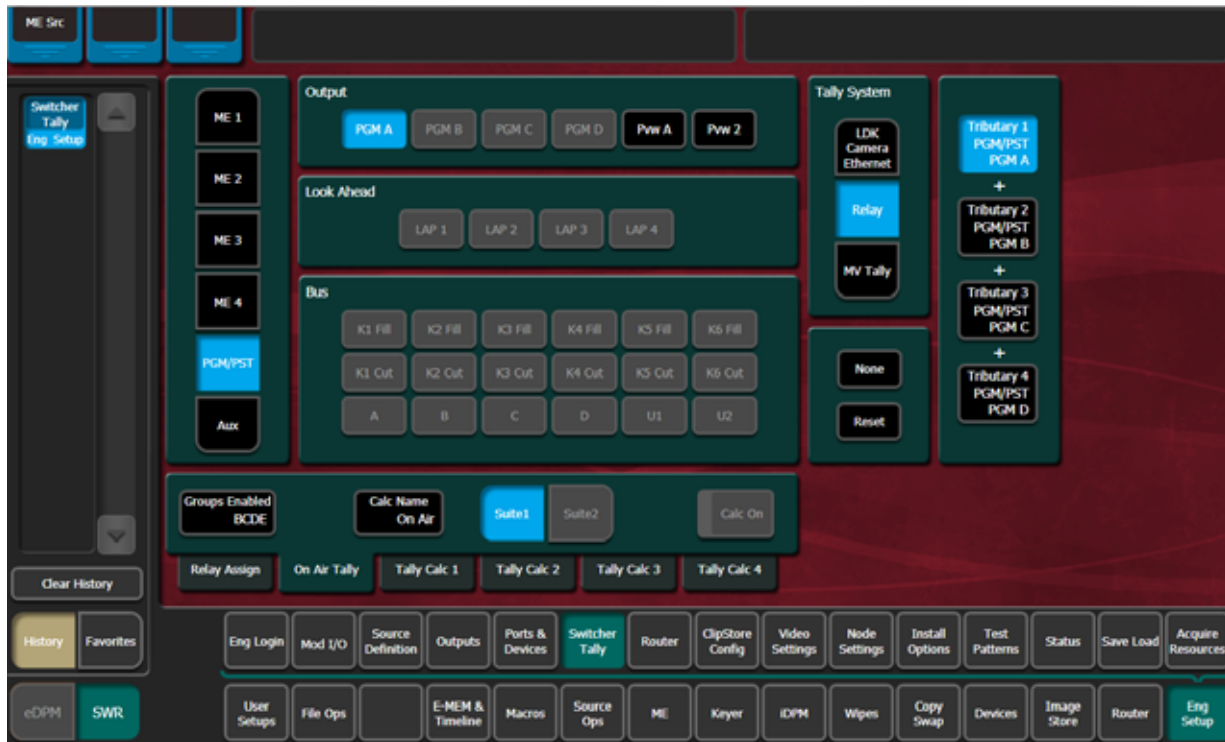 ME Src
Switcher
Tally
Eng Setup
Clear History
History
Favorites
eDPM
SWR
ME 1
ME 2
ME 3
ME 4
PGM/PST
Aux
Output
PGM A
PGM B
PGM C
PGM D
Pvw A
Pvw 2
Look Ahead
LAP 1
LAP 2
LAP 3
LAP 4
Bus
K1 Fill
K2 Fill
K3 Fill
K4 Fill
K5 Fill
K6 Fill
K1 Cut
K2 Cut
K3 Cut
K4 Cut
K5 Cut
K6 Cut
A
B
C
D
U1
U2
Tally System
LDK
Camera
Ethernet
Relay
MV Tally
None
Reset
Tributary 1
PGM/PST
PGM A
+
Tributary 2
PGM/PST
PGM B
+
Tributary 3
PGM/PST
PGM C
+
Tributary 4
PGM/PST
PGM D
Groups Enabled
BCDE
Calc Name
On Air
Suite1
Suite2
Calc On
Relay Assign
On Air Tally
Tally Calc 1
Tally Calc 2
Tally Calc 3
Tally Calc 4
Eng Login
Mod I/O
Source
Definition
Outputs
Ports &
Devices
Switcher
Tally
Router
ClipStore
Config
Video
Settings
Node
Settings
Install
Options
Test
Patterns
Status
Save Load
Acquire
Resources
User
Setups
File Ops
E-MEM &
Timeline
Macros
Source
Ops
ME
Keyer
iDPM
Wipes
Copy
Swap
Devices
Image
Store
Router
Eng
Setup